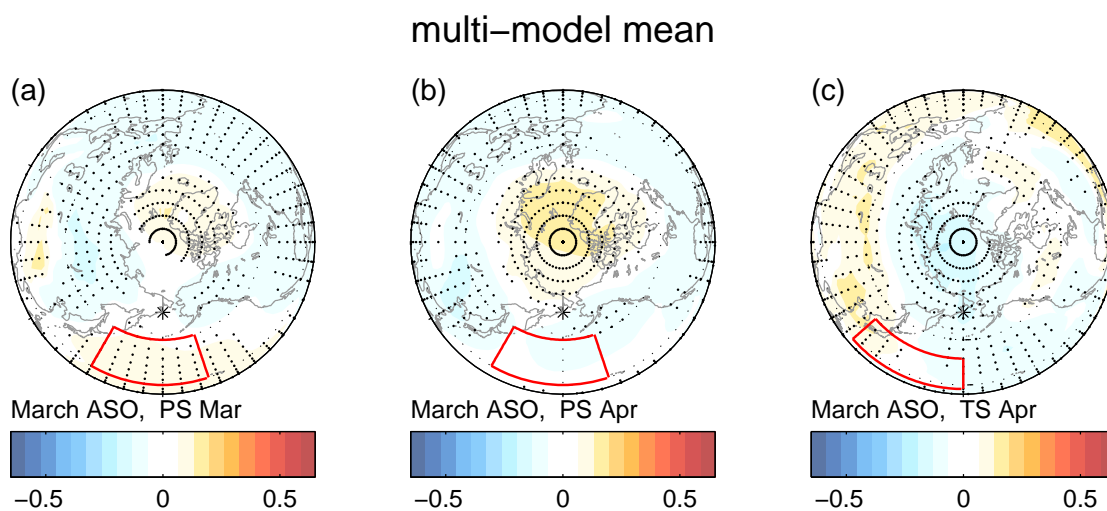 multi−model mean
(a)
(b)
(c)
March ASO, PS Mar
March ASO, PS Apr
March ASO, TS Apr
−0.5 0 0.5
−0.5 0 0.5
−0.5 0 0.5